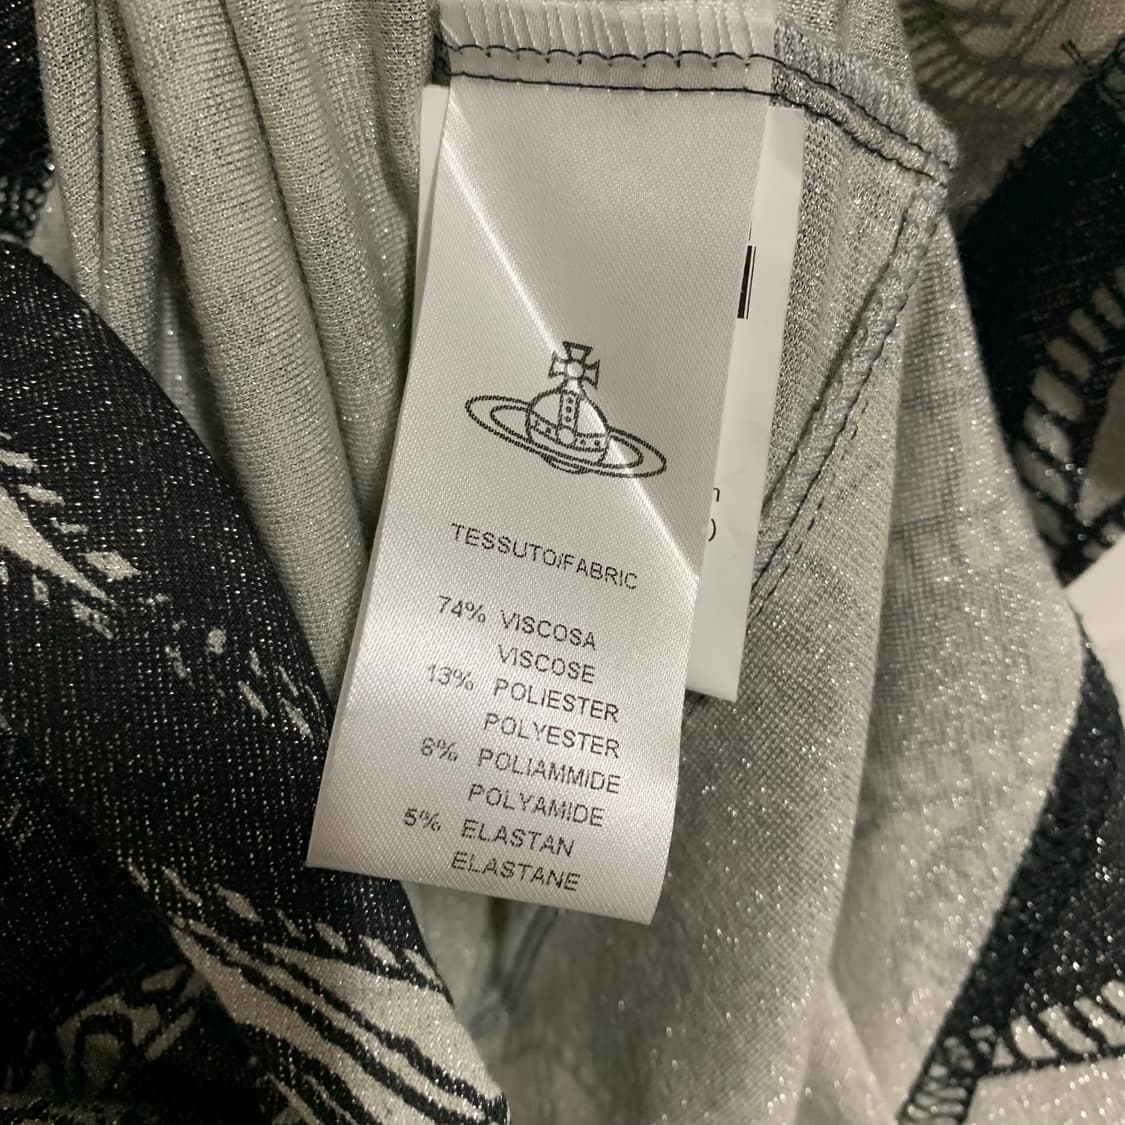 TESSUTO/FABRIC
74% VISCOSA
VISCOSE
13% POLIESTER
POLYESTER
8% POLIAMMIDE
POLYAMIDE
5% ELASTAN
ELASTANE